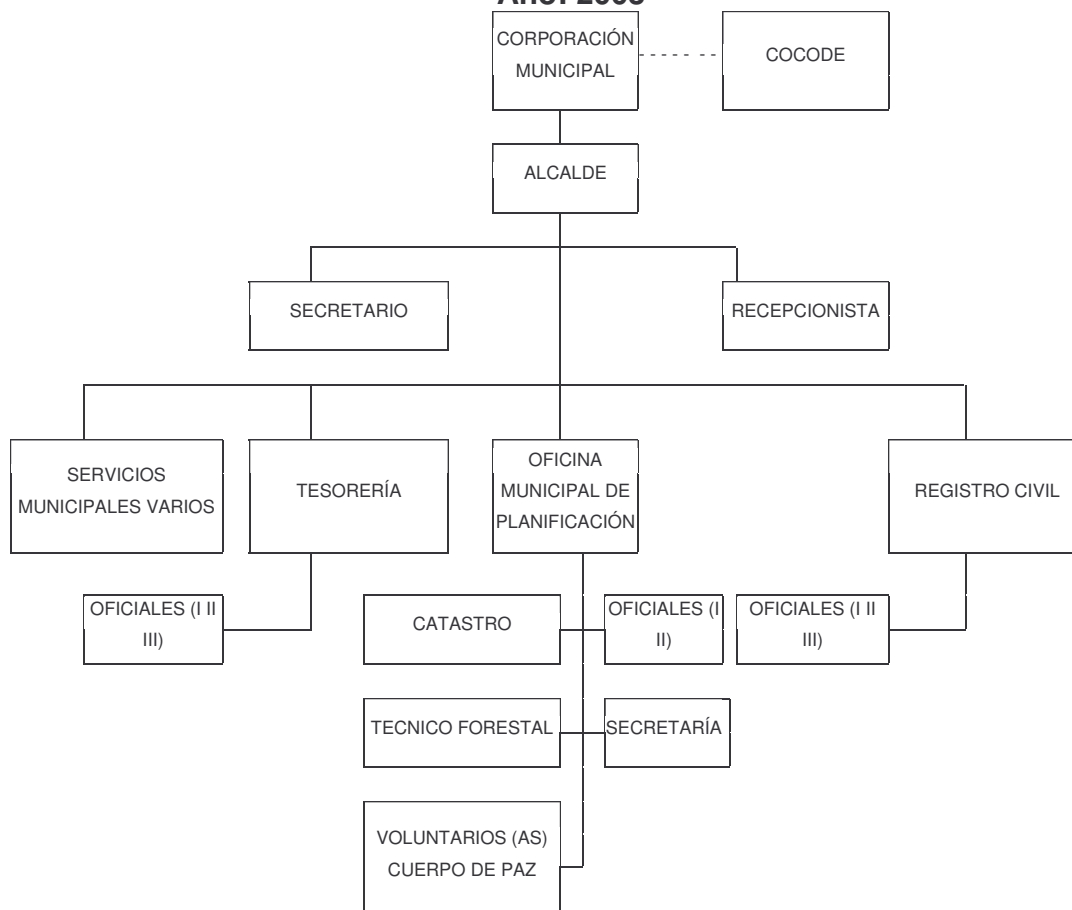 CORPORACIÓN
MUNICIPAL
COCODE
ALCALDE
SECRETARIO
RECEPCIONISTA
SERVICIOS
MUNICIPALES VARIOS
TESORERÍA
OFICINA
MUNICIPAL DE
PLANIFICACIÓN
REGISTRO CIVIL
OFICIALES (I II
III)
CATASTRO
OFICIALES (I
II)
OFICIALES (I II
III)
TECNICO FORESTAL
SECRETARÍA
VOLUNTARIOS (AS)
CUERPO DE PAZ